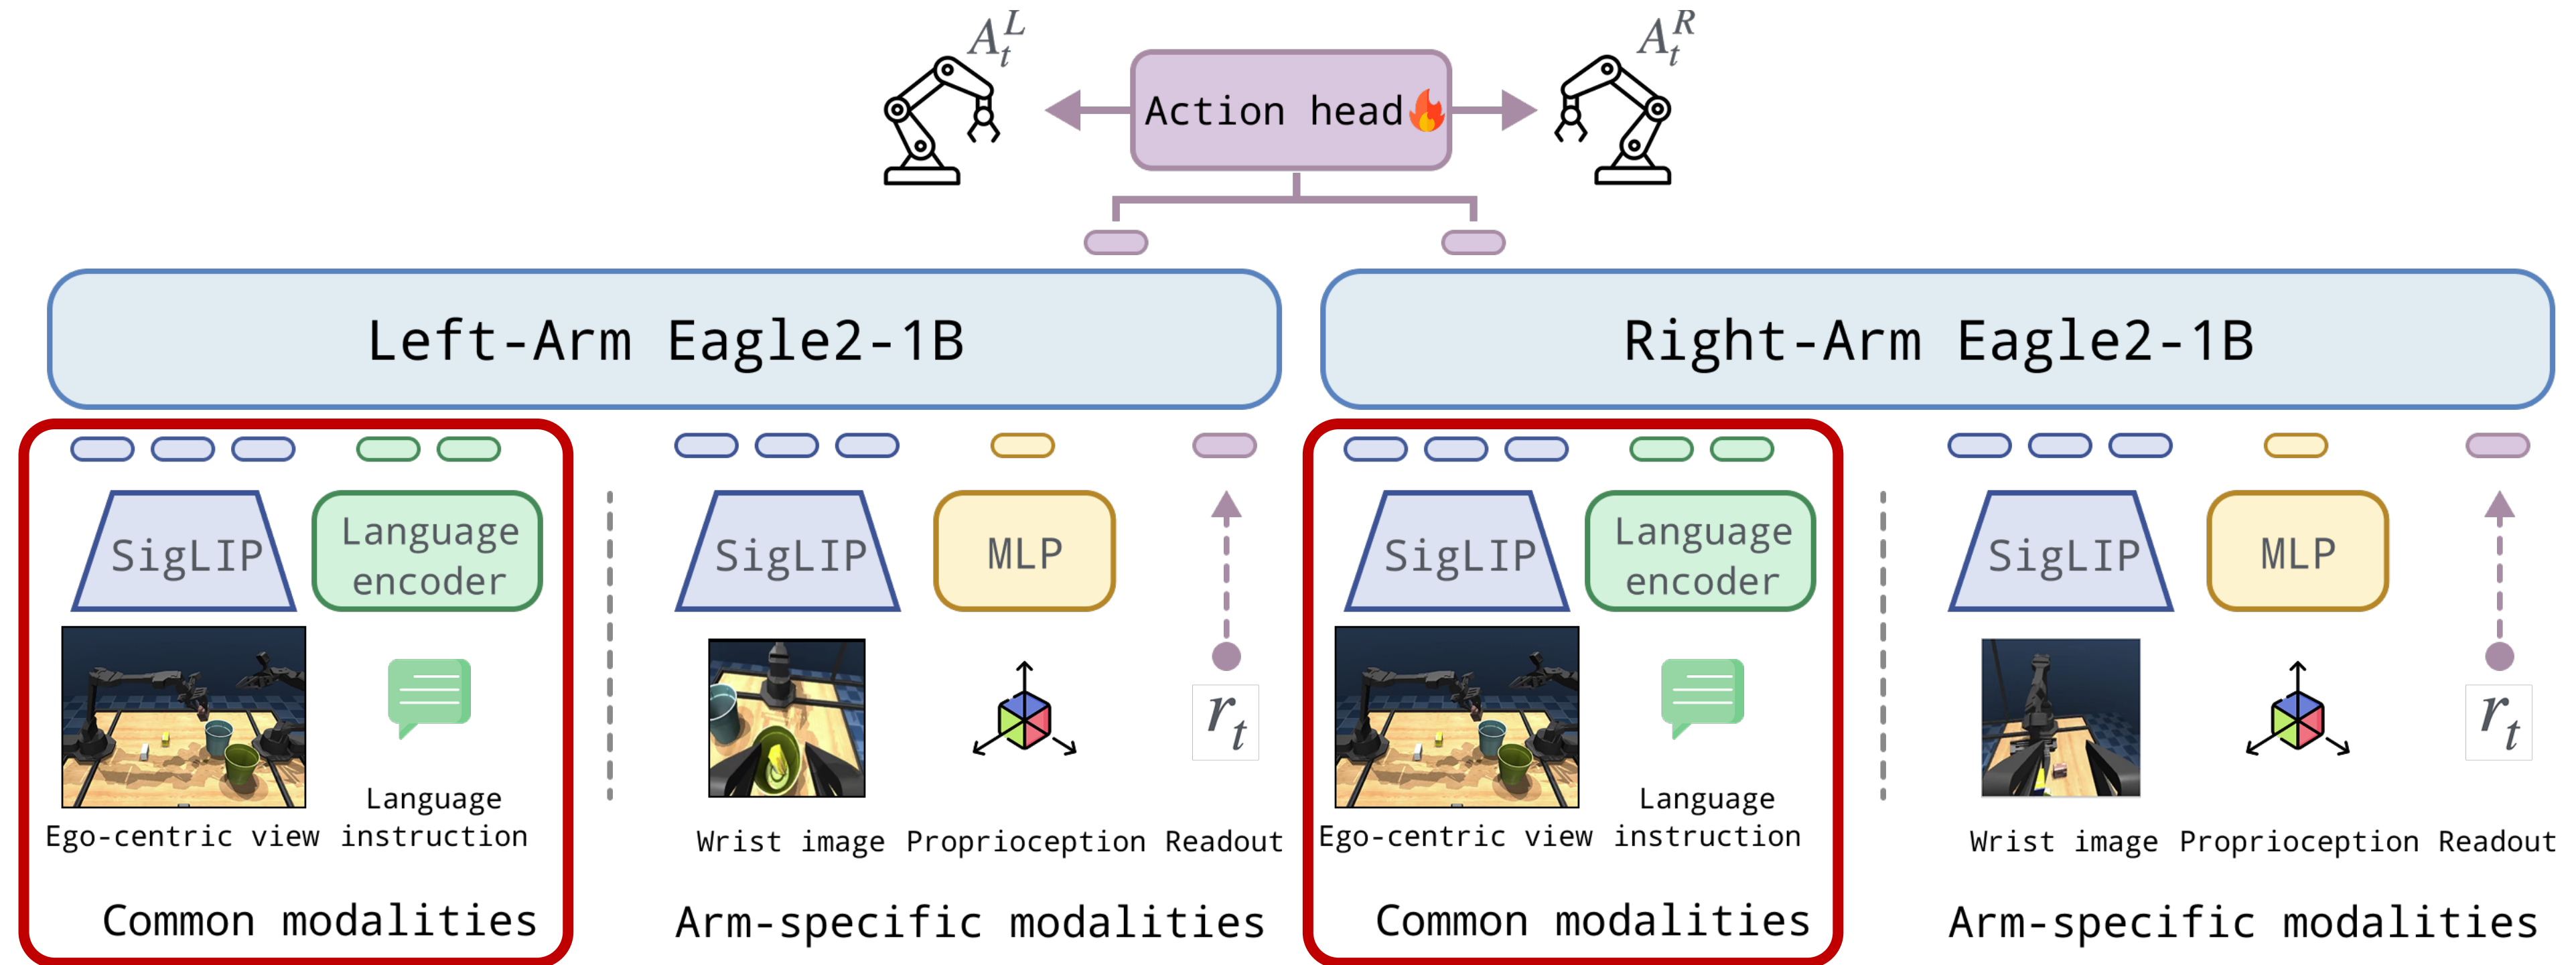 A_t^L
A_t^R
Action head
Left-Arm Eagle2-1B
Right-Arm Eagle2-1B
SigLIP
Language
encoder
SigLIP
MLP
SigLIP
Language
encoder
SigLIP
MLP
r_t
r_t
Ego-centric view
Language
instruction
Wrist image
Proprioception
Readout
Ego-centric view
Language
instruction
Wrist image
Proprioception
Readout
Common modalities
Arm-specific modalities
Common modalities
Arm-specific modalities